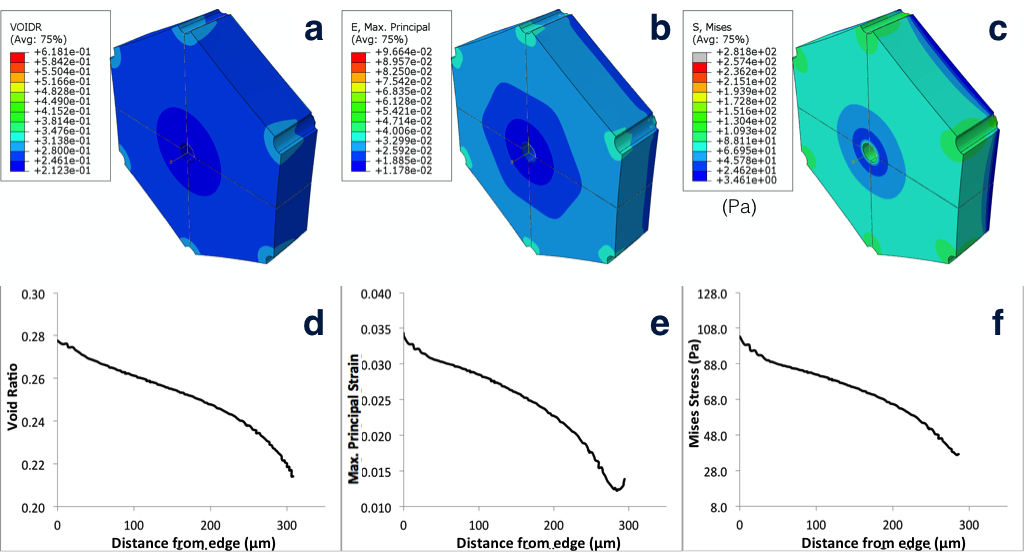 VOIDR
(Avg: 75%)
+6.181e-01
+5.842e-01
+5.504e-01
+5.166e-01
+4.828e-01
+4.490e-01
+4.152e-01
+3.814e-01
+3.476e-01
+3.138e-01
+2.800e-01
+2.461e-01
+2.123e-01
a
E, Max. Principal
(Avg: 75%)
+9.664e-02
+8.957e-02
+8.250e-02
+7.542e-02
+6.835e-02
+6.128e-02
+5.421e-02
+4.714e-02
+4.006e-02
+3.299e-02
+2.592e-02
+1.885e-02
+1.178e-02
b
S, Mises
(Avg: 75%)
+2.818e+02
+2.574e+02
+2.362e+02
+2.151e+02
+1.939e+02
+1.728e+02
+1.516e+02
+1.304e+02
+1.093e+02
+8.811e+01
+6.695e+01
+4.578e+01
+2.462e+01
+3.461e+00
(Pa)
c
0.30
0.28
0.26
0.24
0.22
0.20
Void Ratio
0 100 200 300
Distance from edge (μm)
d
0.040
0.035
0.030
0.025
0.020
0.015
0.010
Max. Principal Strain
0 100 200 300
Distance from edge (μm)
e
128.0
108.0
88.0
68.0
48.0
28.0
8.0
Mises Stress (Pa)
0 100 200 300
Distance from edge (μm)
f